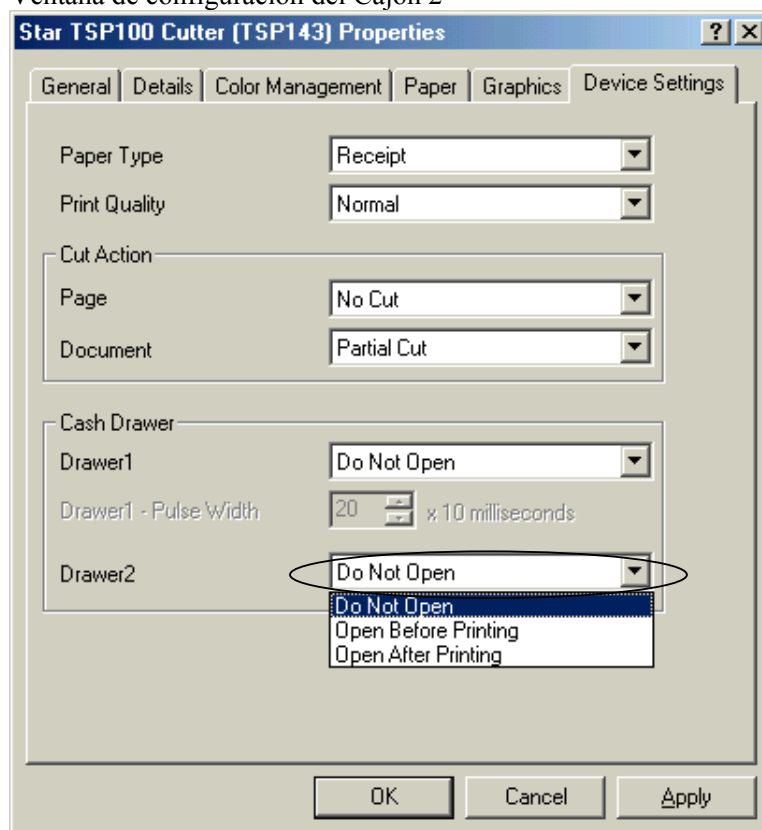 Ventana de configuración del Cajón 2
Star TSP100 Cutter (TSP143) Properties
? X
General Details Color Management Paper Graphics Device Settings
Paper Type Receipt
Print Quality Normal
Cut Action
Page No Cut
Document Partial Cut
Cash Drawer
Drawer1 Do Not Open
Drawer1 - Pulse Width 20 x 10 milliseconds
Drawer2 Do Not Open
Do Not Open
Open Before Printing
Open After Printing
OK Cancel Apply